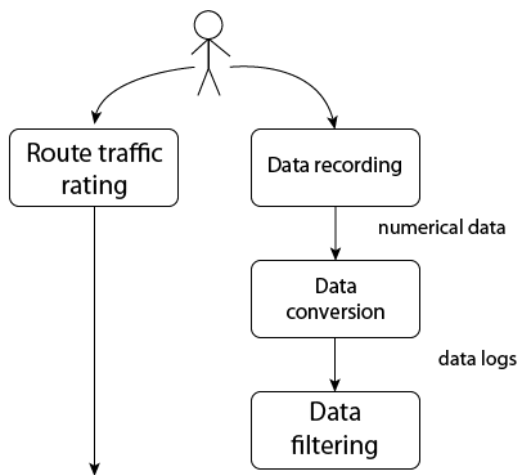 Route traffic
rating
Data recording
numerical data
Data
conversion
data logs
Data
filtering